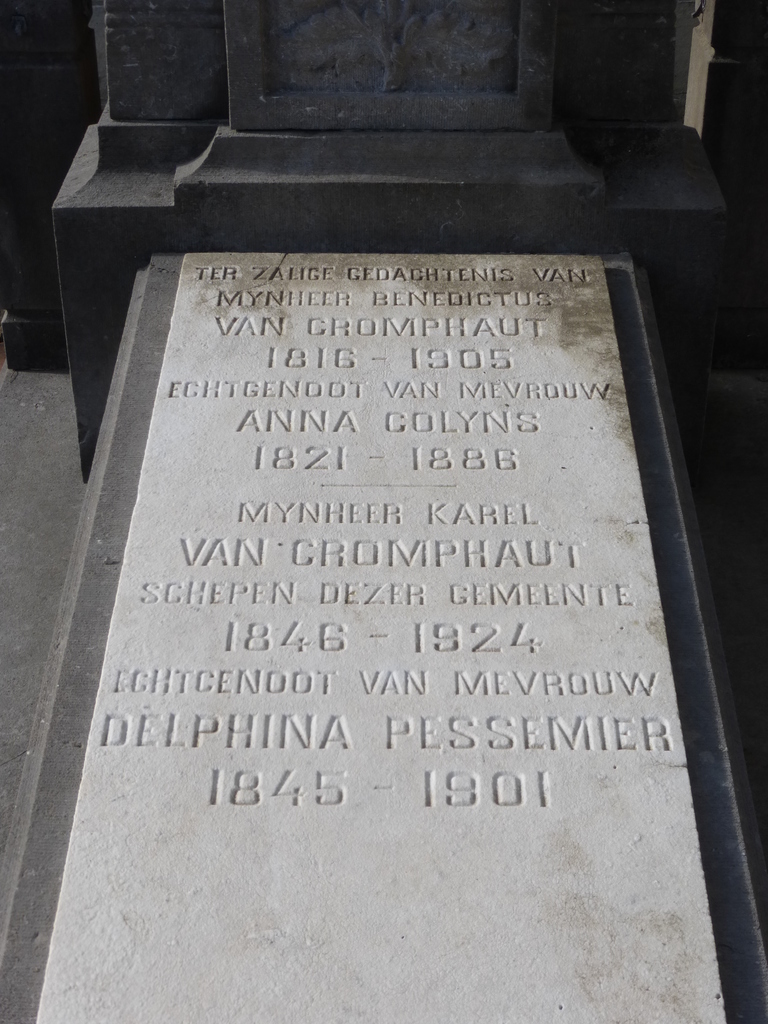 TER ZALIGE GEDACHTENIS VAN
MYNHEER BENEDICTUS
VAN CROMPHAUT
1816 - 1905
ECHTGENOOT VAN MEVROUW
ANNA COLYNS
1821 - 1886
MYNHEER KAREL
VAN CROMPHAUT
SCHEPEN DEZER GEMEENTE
1846 - 1924
ECHTGENOOT VAN MEVROUW
DELPHINA PESSEMIER
1845 - 1901